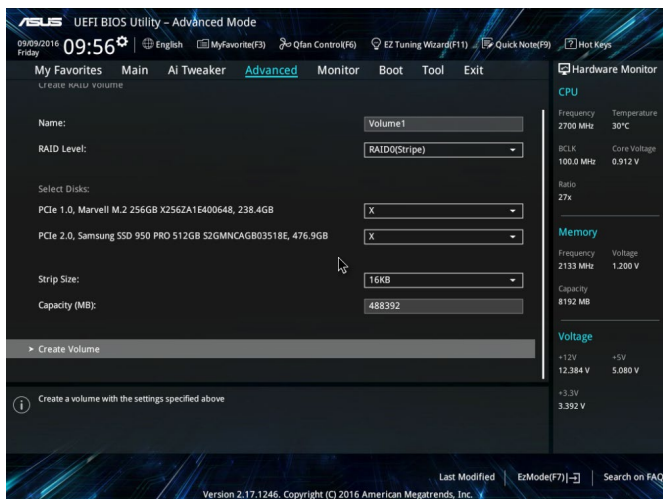 ASUS UEFI BIOS Utility – Advanced Mode
09/09/2016 Friday 09:56 English MyFavorite(F3) Qfan Control(F6) EZ Tuning Wizard(F11) Quick Note(F9) ? Hot Keys
My Favorites Main Ai Tweaker Advanced Monitor Boot Tool Exit
Create RAID Volume
Name: Volume1
RAID Level: RAID0(Stripe)
Select Disks:
PCIe 1.0, Marvell M.2 256GB X256ZA1E400648, 238.4GB X
PCIe 2.0, Samsung SSD 950 PRO 512GB S2GMNCAGB03518E, 476.9GB X
Strip Size: 16KB
Capacity (MB): 488392
> Create Volume
i Create a volume with the settings specified above
Hardware Monitor
CPU
Frequency Temperature
2700 MHz 30°C
BCLK Core Voltage
100.0 MHz 0.912 V
Ratio
27x
Memory
Frequency Voltage
2133 MHz 1.200 V
Capacity
8192 MB
Voltage
+12V +5V
12.384 V 5.080 V
+3.3V
3.392 V
Last Modified EzMode(F7) Search on FAQ
Version 2.17.1246. Copyright (C) 2016 American Megatrends, Inc.